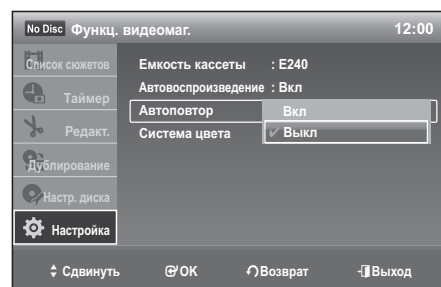 No Disc Функц. видеомаг. 12:00
Список сюжетов
Таймер
Редакт.
Дублирование
Настр. диска
Настройка
Емкость кассеты : E240
Автовоспроизведение : Вкл
Автоповтор Вкл
Система цвета ✓ Выкл
Сдвинуть OK Возврат Выход